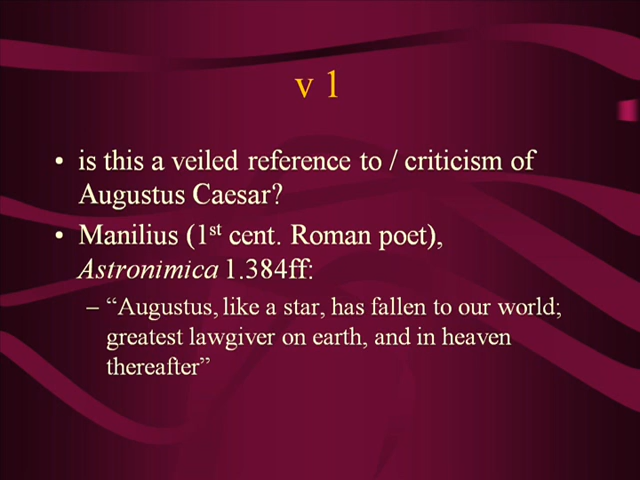 v 1
• is this a veiled reference to / criticism of
Augustus Caesar?
• Manilius (1st cent. Roman poet),
Astronimica 1.384ff:
– “Augustus, like a star, has fallen to our world;
greatest lawgiver on earth, and in heaven
thereafter”